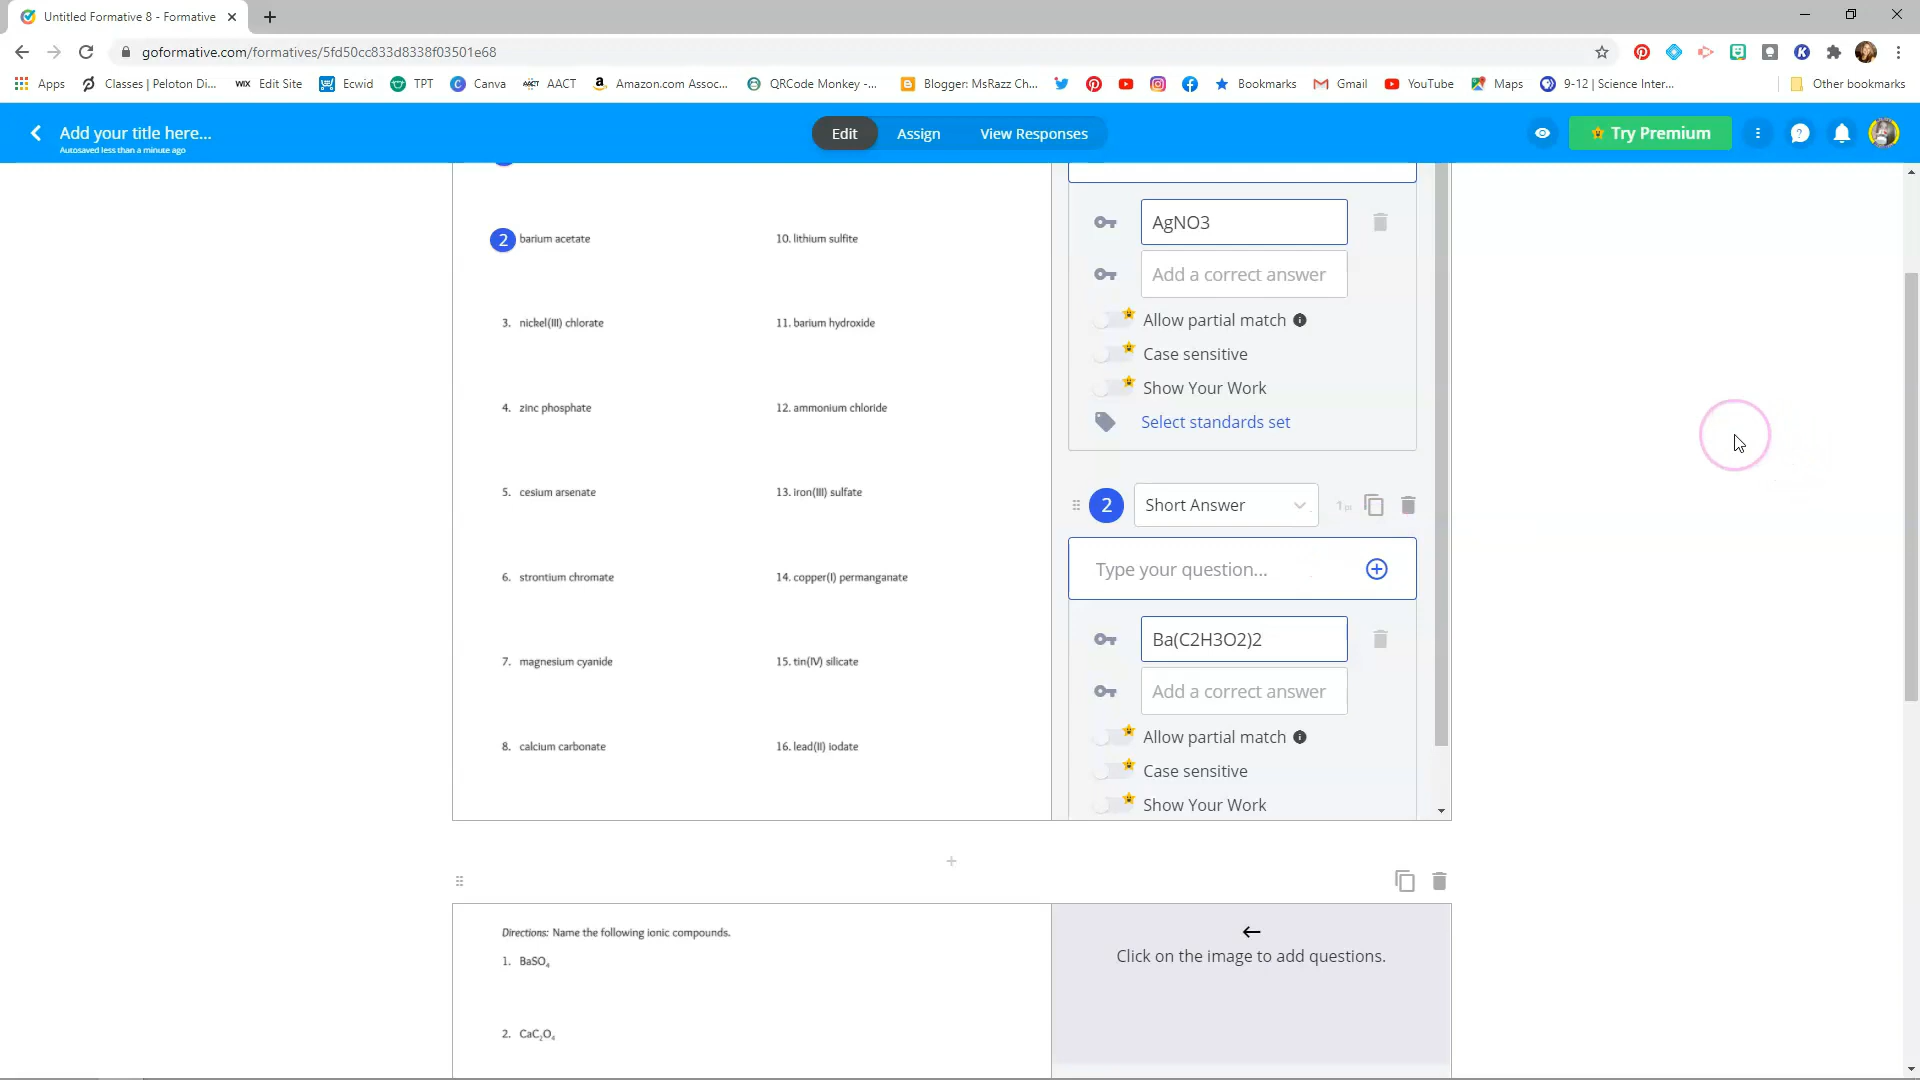 Untitled Formative 8 - Formative
goformative.com/formatives/5fd50cc833d8338f03501e68
Apps
Classes | Peloton Di...
WIX Edit Site
Ecwid
TPT
Canva
AACT AACT
Amazon.com Assoc...
QRCode Monkey -...
Blogger: MsRazz Ch...
Bookmarks
Gmail
YouTube
Maps
9-12 | Science Inter...
Other bookmarks
Add your title here...
Autosaved less than a minute ago
Edit
Assign
View Responses
Try Premium
2 barium acetate
10. lithium sulfite
3. nickel(III) chlorate
11. barium hydroxide
4. zinc phosphate
12. ammonium chloride
5. cesium arsenate
13. iron(III) sulfate
6. strontium chromate
14. copper(I) permanganate
7. magnesium cyanide
15. tin(IV) silicate
8. calcium carbonate
16. lead(II) iodate
AgNO3
Add a correct answer
Allow partial match
Case sensitive
Show Your Work
Select standards set
2 Short Answer
1 pt
Type your question...
Ba(C2H3O2)2
Add a correct answer
Allow partial match
Case sensitive
Show Your Work
Directions: Name the following ionic compounds.
1. BaSO₄
2. CaC₂O₄
Click on the image to add questions.